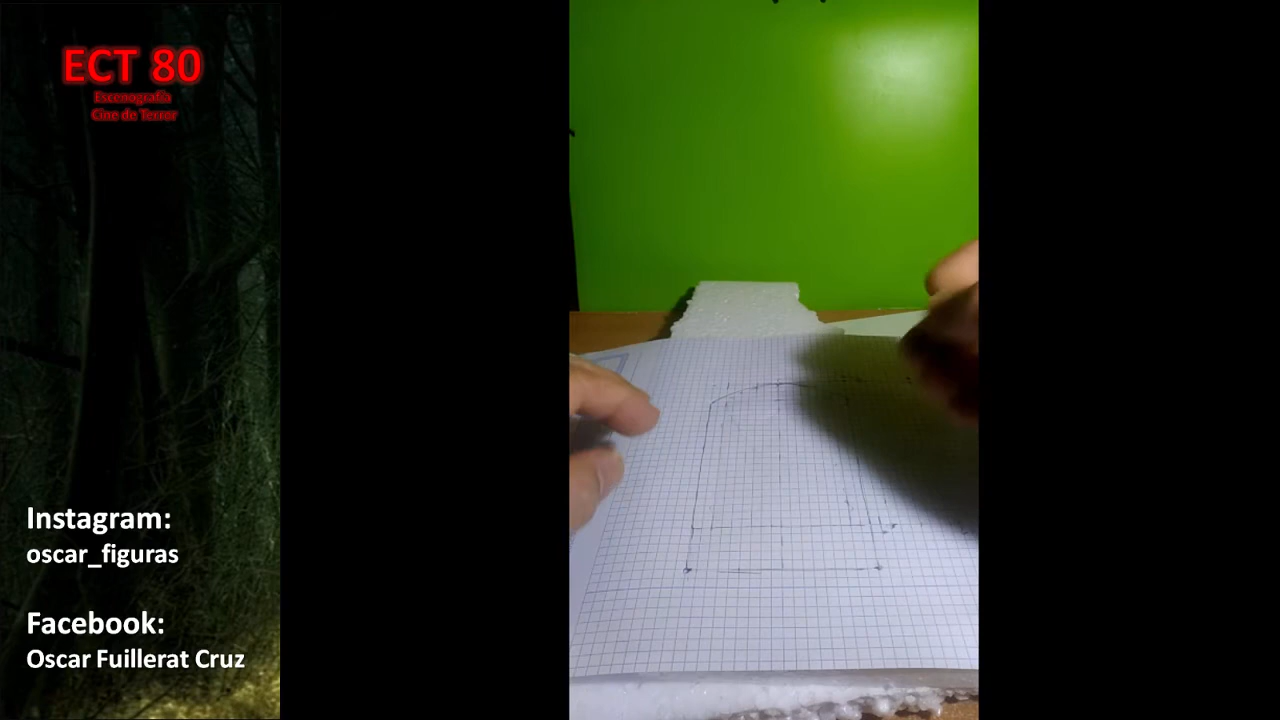 ECT 80
Escenografía
Cine de Terror
Instagram:
oscar_figuras
Facebook:
Oscar Fuillerat Cruz